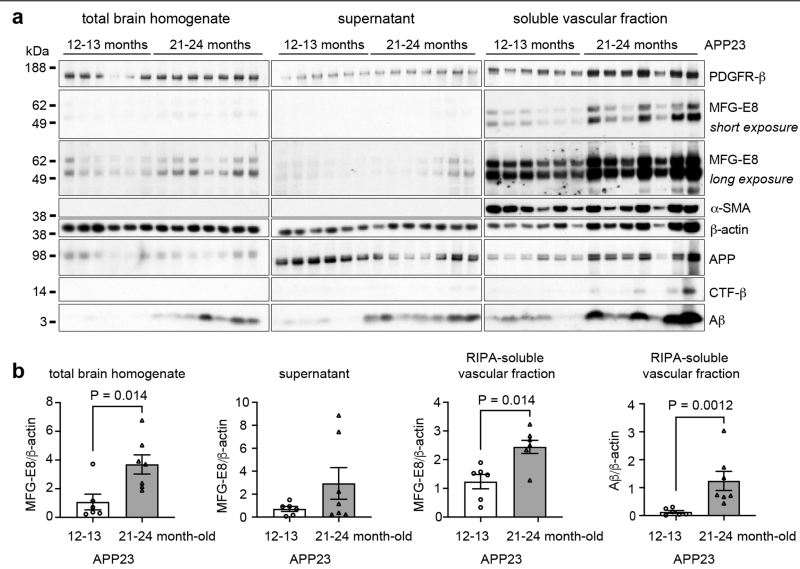 a
total brain homogenate supernatant soluble vascular fraction
12-13 months 21-24 months 12-13 months 21-24 months 12-13 months 21-24 months APP23
kDa
188 PDGFR-β
62 MFG-E8
49 short exposure
62 MFG-E8
49 long exposure
38 α-SMA
38 β-actin
98 APP
14 CTF-β
3 Aβ
b
total brain homogenate
P = 0.014
MFG-E8/β-actin
8
6
4
2
0
12-13 21-24 month-old
APP23
supernatant
MFG-E8/β-actin
10
8
6
4
2
0
12-13 21-24 month-old
APP23
RIPA-soluble
vascular fraction
P = 0.014
MFG-E8/β-actin
4
3
2
1
0
12-13 21-24 month-old
APP23
RIPA-soluble
vascular fraction
P = 0.0012
Aβ/β-actin
4
3
2
1
0
12-13 21-24 month-old
APP23